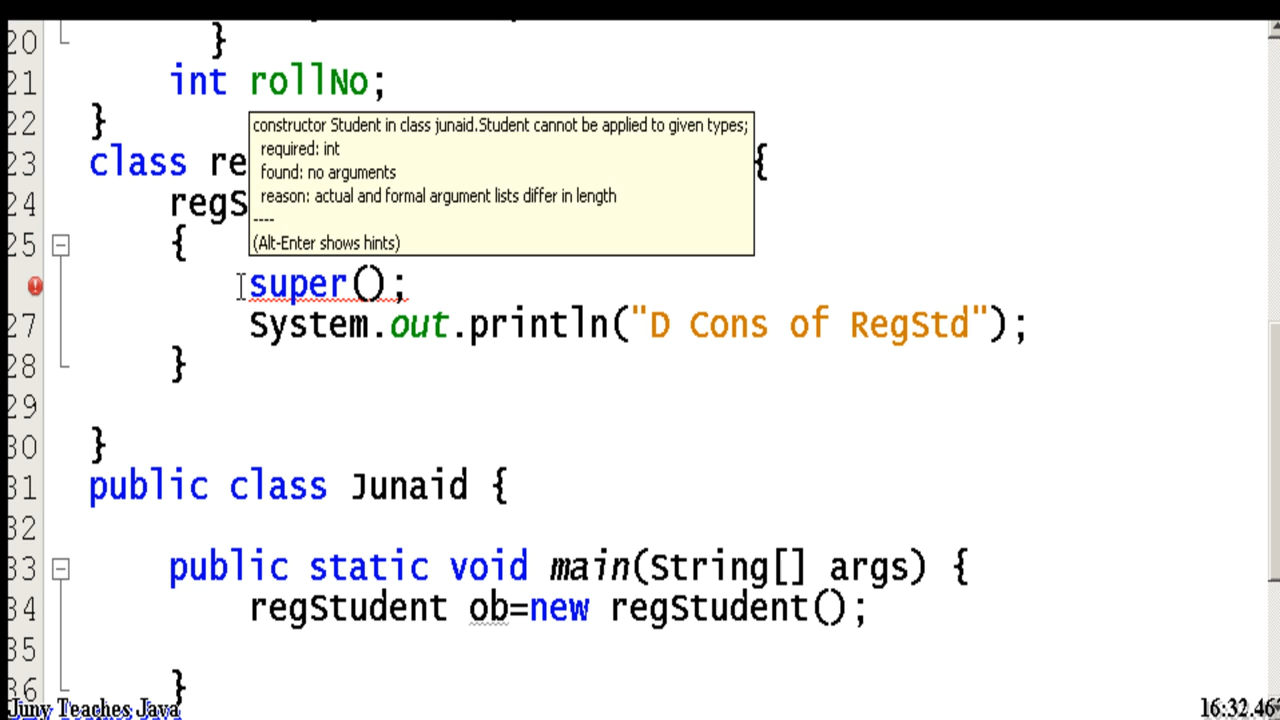 20 }
21 int rollNo;
22 }
constructor Student in class junaid.Student cannot be applied to given types;
required: int
found: no arguments
reason: actual and formal argument lists differ in length
----
(Alt-Enter shows hints)
23 class re {
24 regS
25 {
super();
27 System.out.println("D Cons of RegStd");
28 }
29
30 }
31 public class Junaid {
32
33 public static void main(String[] args) {
34 regStudent ob=new regStudent();
35
36 }
Juny Teaches Java
16:32.46